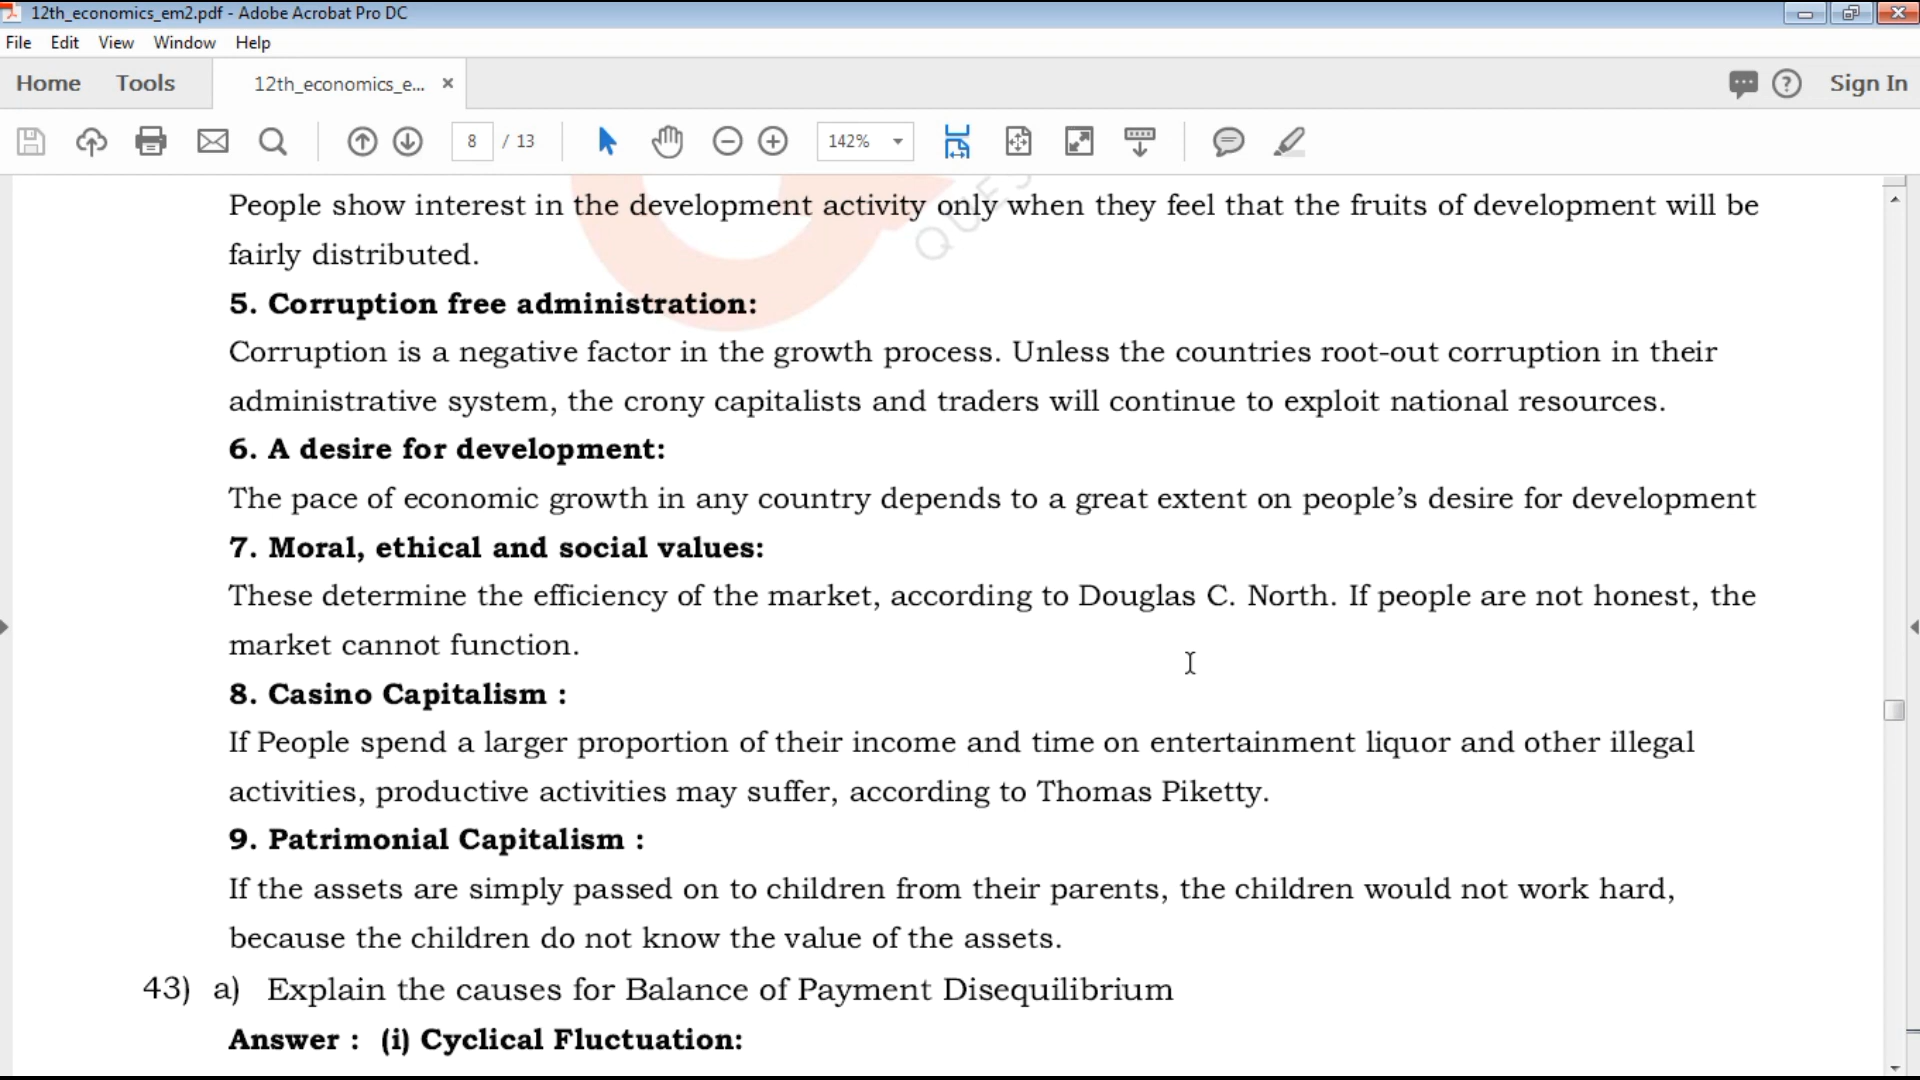 12th_economics_em2.pdf - Adobe Acrobat Pro DC
File Edit View Window Help
Home Tools 12th_economics_e... × Sign In
8 / 13 142%
QUES
People show interest in the development activity only when they feel that the fruits of development will be
fairly distributed.
5. Corruption free administration:
Corruption is a negative factor in the growth process. Unless the countries root-out corruption in their
administrative system, the crony capitalists and traders will continue to exploit national resources.
6. A desire for development:
The pace of economic growth in any country depends to a great extent on people’s desire for development
7. Moral, ethical and social values:
These determine the efficiency of the market, according to Douglas C. North. If people are not honest, the
market cannot function.
8. Casino Capitalism :
If People spend a larger proportion of their income and time on entertainment liquor and other illegal
activities, productive activities may suffer, according to Thomas Piketty.
9. Patrimonial Capitalism :
If the assets are simply passed on to children from their parents, the children would not work hard,
because the children do not know the value of the assets.
43) a) Explain the causes for Balance of Payment Disequilibrium
Answer : (i) Cyclical Fluctuation: